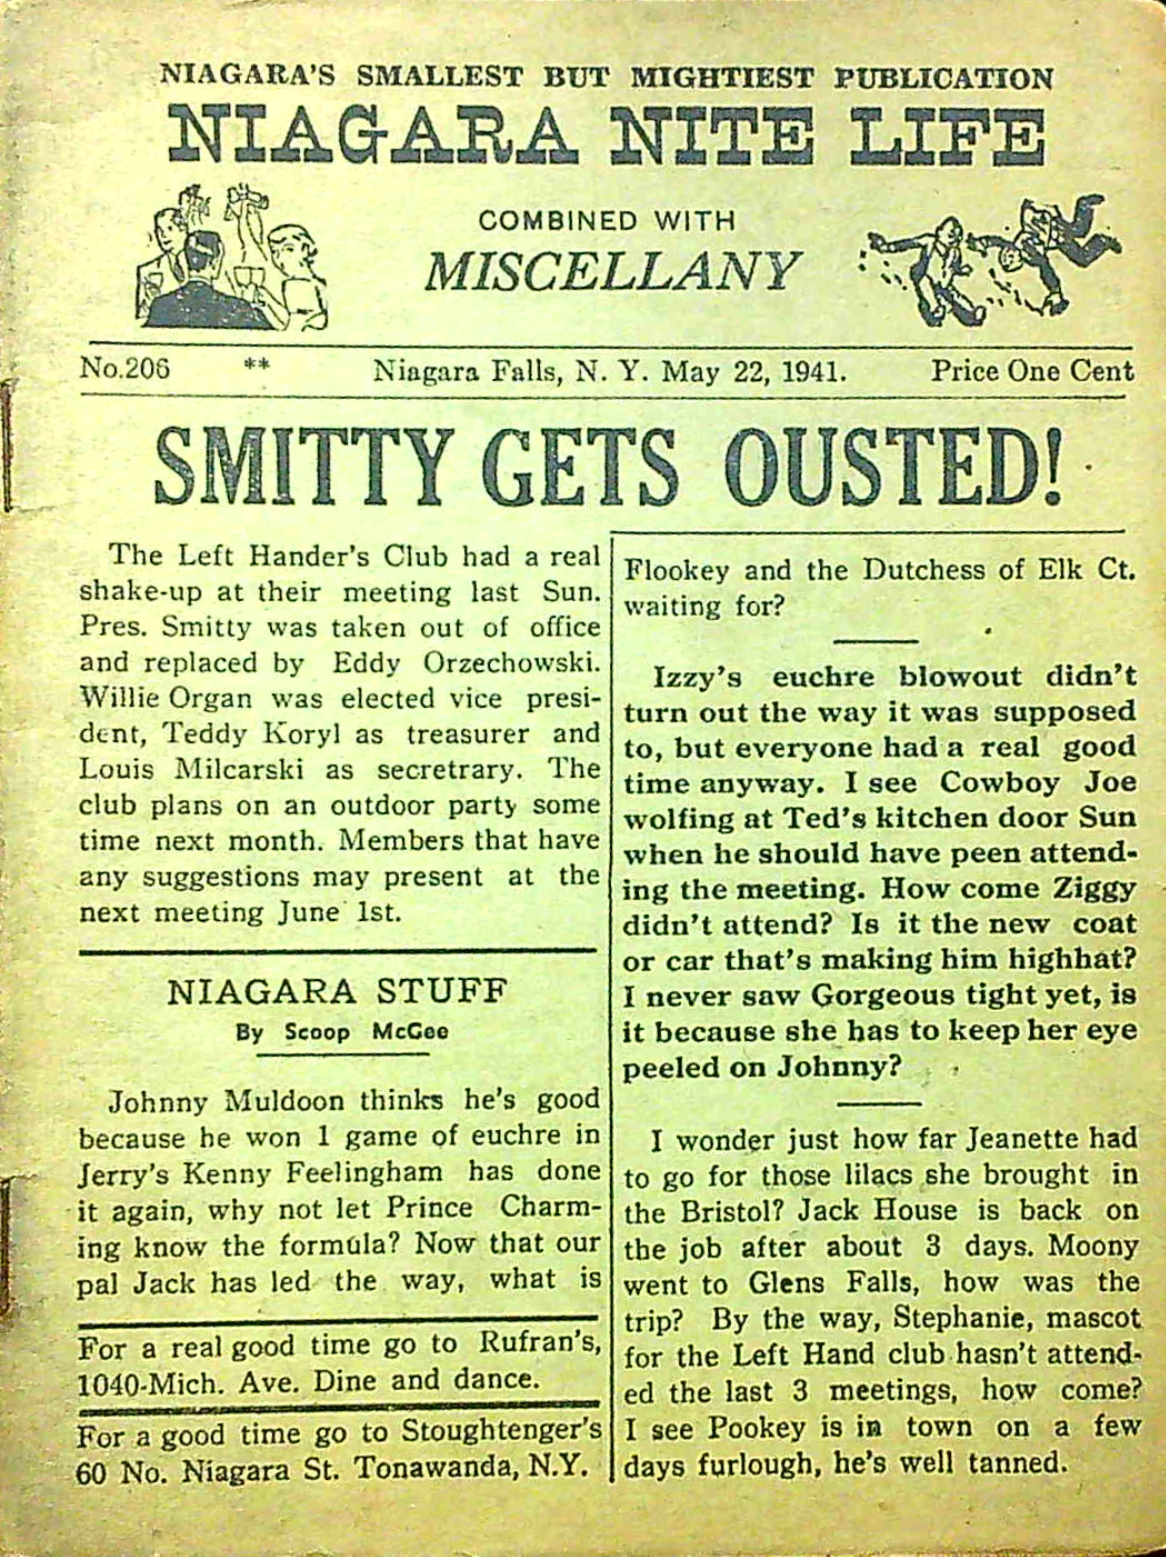 NIAGARA'S SMALLEST BUT MIGHTIEST PUBLICATION
NIAGARA NITE LIFE
COMBINED WITH
MISCELLANY
No.206 ** Niagara Falls, N. Y. May 22, 1941. Price One Cent
SMITTY GETS OUSTED!
The Left Hander's Club had a real
shake-up at their meeting last Sun.
Pres. Smitty was taken out of office
and replaced by Eddy Orzechowski.
Willie Organ was elected vice presi-
dent, Teddy Koryl as treasurer and
Louis Milcarski as secretrary. The
club plans on an outdoor party some
time next month. Members that have
any suggestions may present at the
next meeting June 1st.
NIAGARA STUFF
By Scoop McGee
Johnny Muldoon thinks he's good
because he won 1 game of euchre in
Jerry's Kenny Feelingham has done
it again, why not let Prince Charm-
ing know the formula? Now that our
pal Jack has led the way, what is
For a real good time go to Rufran's,
1040-Mich. Ave. Dine and dance.
For a good time go to Stoughtenger's
60 No. Niagara St. Tonawanda, N.Y.
Flookey and the Dutchess of Elk Ct.
waiting for?
Izzy's euchre blowout didn't
turn out the way it was supposed
to, but everyone had a real good
time anyway. I see Cowboy Joe
wolfing at Ted's kitchen door Sun
when he should have peen attend-
ing the meeting. How come Ziggy
didn't attend? Is it the new coat
or car that's making him highhat?
I never saw Gorgeous tight yet, is
it because she has to keep her eye
peeled on Johnny?
I wonder just how far Jeanette had
to go for those lilacs she brought in
the Bristol? Jack House is back on
the job after about 3 days. Moony
went to Glens Falls, how was the
trip? By the way, Stephanie, mascot
for the Left Hand club hasn't attend-
ed the last 3 meetings, how come?
I see Pookey is in town on a few
days furlough, he's well tanned.